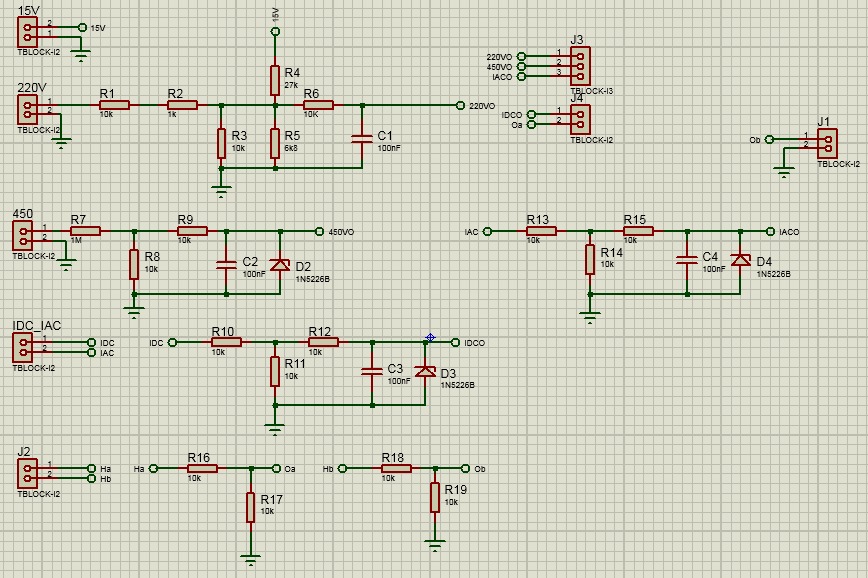 15V
2
1
15V
TBLOCK-I2
15V
R4
27k
220V
1
2
TBLOCK-I2
R1
10k
R2
1k
R6
10K
220VO
R3
10k
R5
6k8
C1
100nF
J3
220VO 1
450VO 2
IACO 3
TBLOCK-I3
J4
IDCO 1
Oa 2
TBLOCK-I2
J1
Ob 1
2
TBLOCK-I2
450
1
2
TBLOCK-I2
R7
1M
R9
10k
450VO
R8
10k
C2
100nF
D2
1N5226B
IAC
R13
10k
R15
10k
IACO
R14
10k
C4
100nF
D4
1N5226B
IDC_IAC
1 IDC
2 IAC
TBLOCK-I2
IDC
R10
10k
R12
10k
IDCO
R11
10k
C3
100nF
D3
1N5226B
J2
1 Ha
2 Hb
TBLOCK-I2
Ha
R16
10k
Oa
R17
10k
Hb
R18
10k
Ob
R19
10k